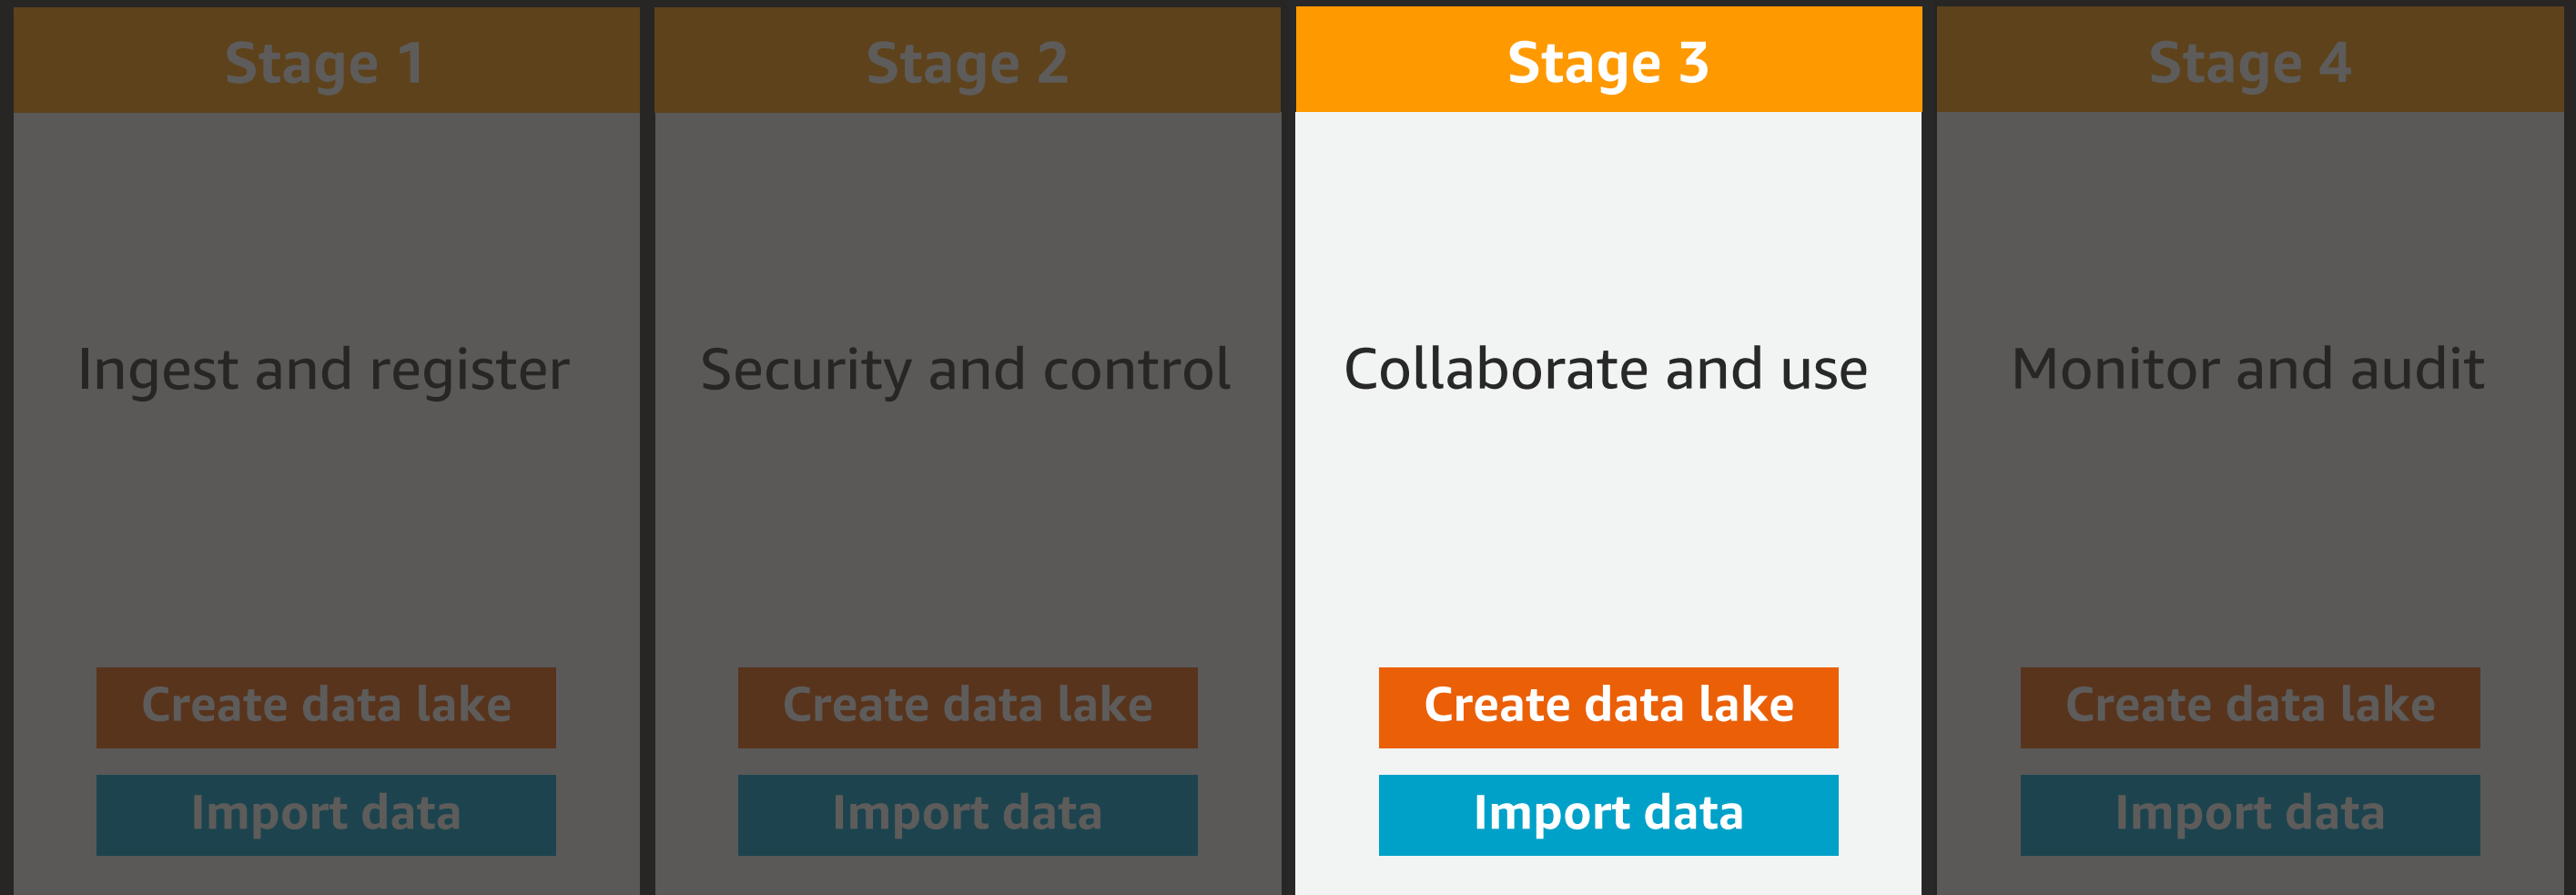 Stage 1
Stage 2
Stage 3
Stage 4
Ingest and register
Security and control
Collaborate and use
Monitor and audit
Create data lake
Create data lake
Create data lake
Create data lake
Import data
Import data
Import data
Import data